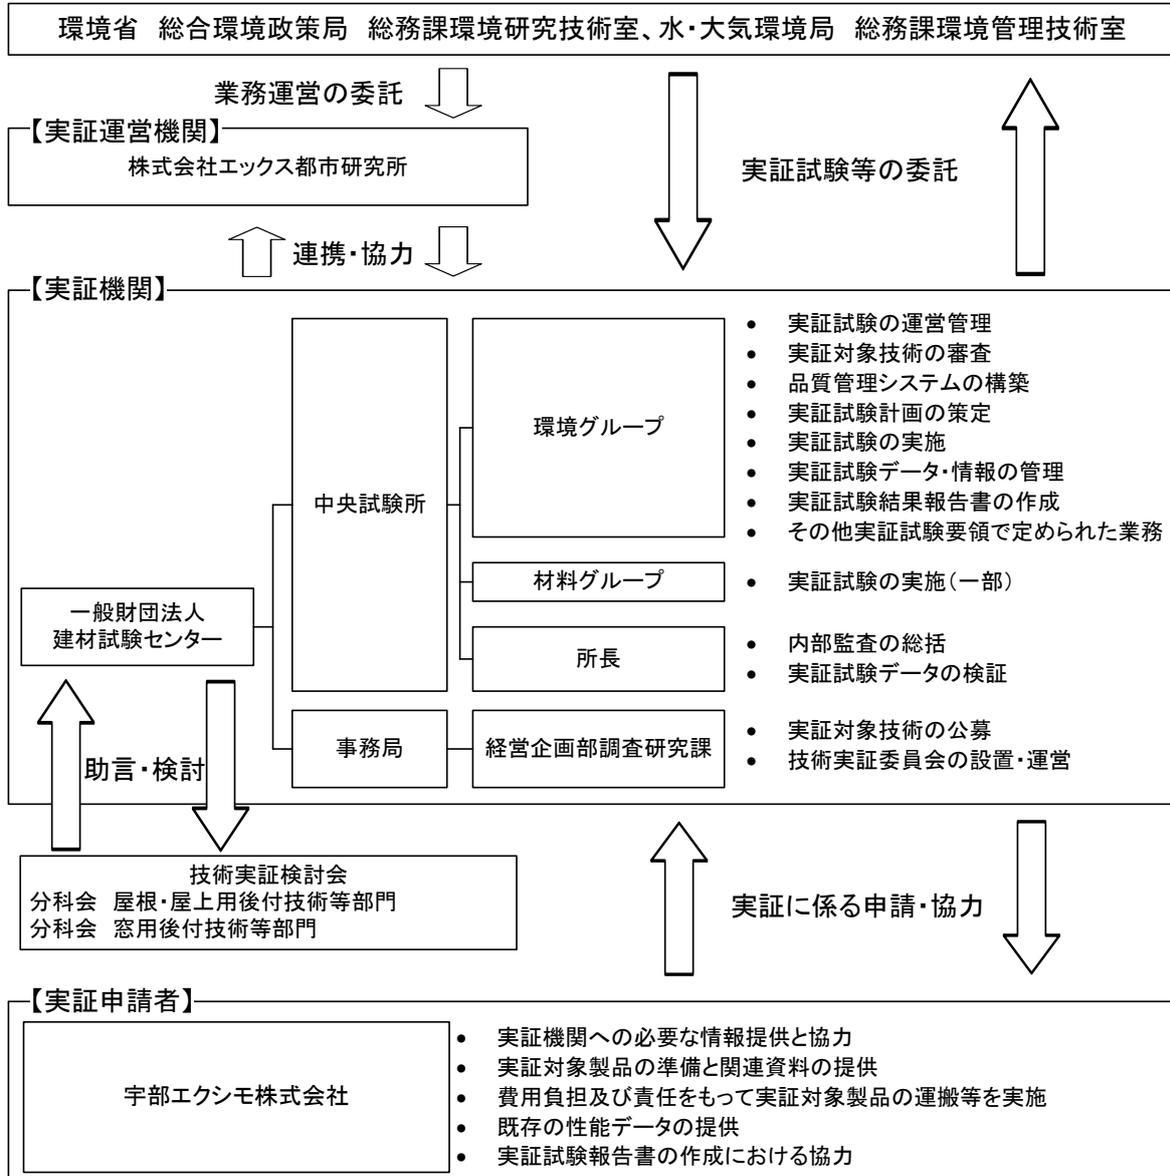 環境省 総合環境政策局 総務課環境研究技術室、水・大気環境局 総務課環境管理技術室
業務運営の委託
【実証運営機関】
株式会社エックス都市研究所
実証試験等の委託
連携・協力
【実証機関】
一般財団法人
建材試験センター
中央試験所
環境グループ
• 実証試験の運営管理
• 実証対象技術の審査
• 品質管理システムの構築
• 実証試験計画の策定
• 実証試験の実施
• 実証試験データ・情報の管理
• 実証試験結果報告書の作成
• その他実証試験要領で定められた業務
材料グループ
• 実証試験の実施(一部)
所長
• 内部監査の総括
• 実証試験データの検証
事務局
経営企画部調査研究課
• 実証対象技術の公募
• 技術実証委員会の設置・運営
助言・検討
技術実証検討会
分科会 屋根・屋上用後付技術等部門
分科会 窓用後付技術等部門
実証に係る申請・協力
【実証申請者】
宇部エクシモ株式会社
• 実証機関への必要な情報提供と協力
• 実証対象製品の準備と関連資料の提供
• 費用負担及び責任をもって実証対象製品の運搬等を実施
• 既存の性能データの提供
• 実証試験報告書の作成における協力